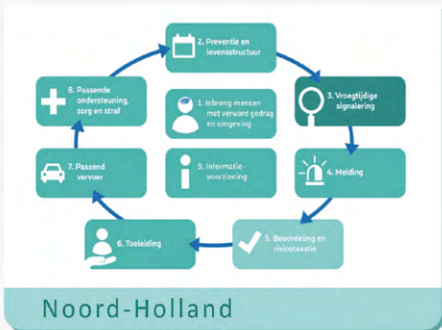 2. Preventie en
levensstructuur
8. Passende
ondersteuning,
zorg en straf
1. Inbreng mensen
met verward gedrag
en omgeving
3. Vroegtijdige
signalering
7. Passend
vervoer
9. Informatie-
voorziening
4. Melding
6. Toeleiding
5. Beoordeling en
risicotaxatie
Noord-Holland